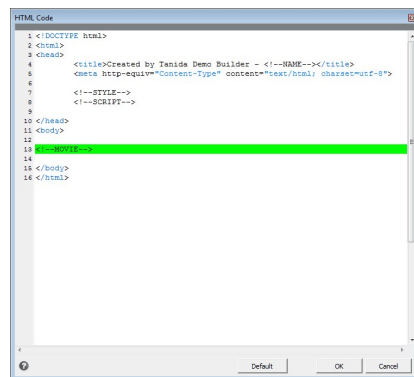 HTML Code
1 <!DOCTYPE html>
2 <html>
3 <head>
4 <title>Created by Tanida Demo Builder - <!--NAME--></title>
5 <meta http-equiv="Content-Type" content="text/html; charset=utf-8">
6
7 <!--STYLE-->
8 <!--SCRIPT-->
9
10 </head>
11 <body>
12
13 <!--MOVIE-->
14
15 </body>
16 </html>
? Default OK Cancel